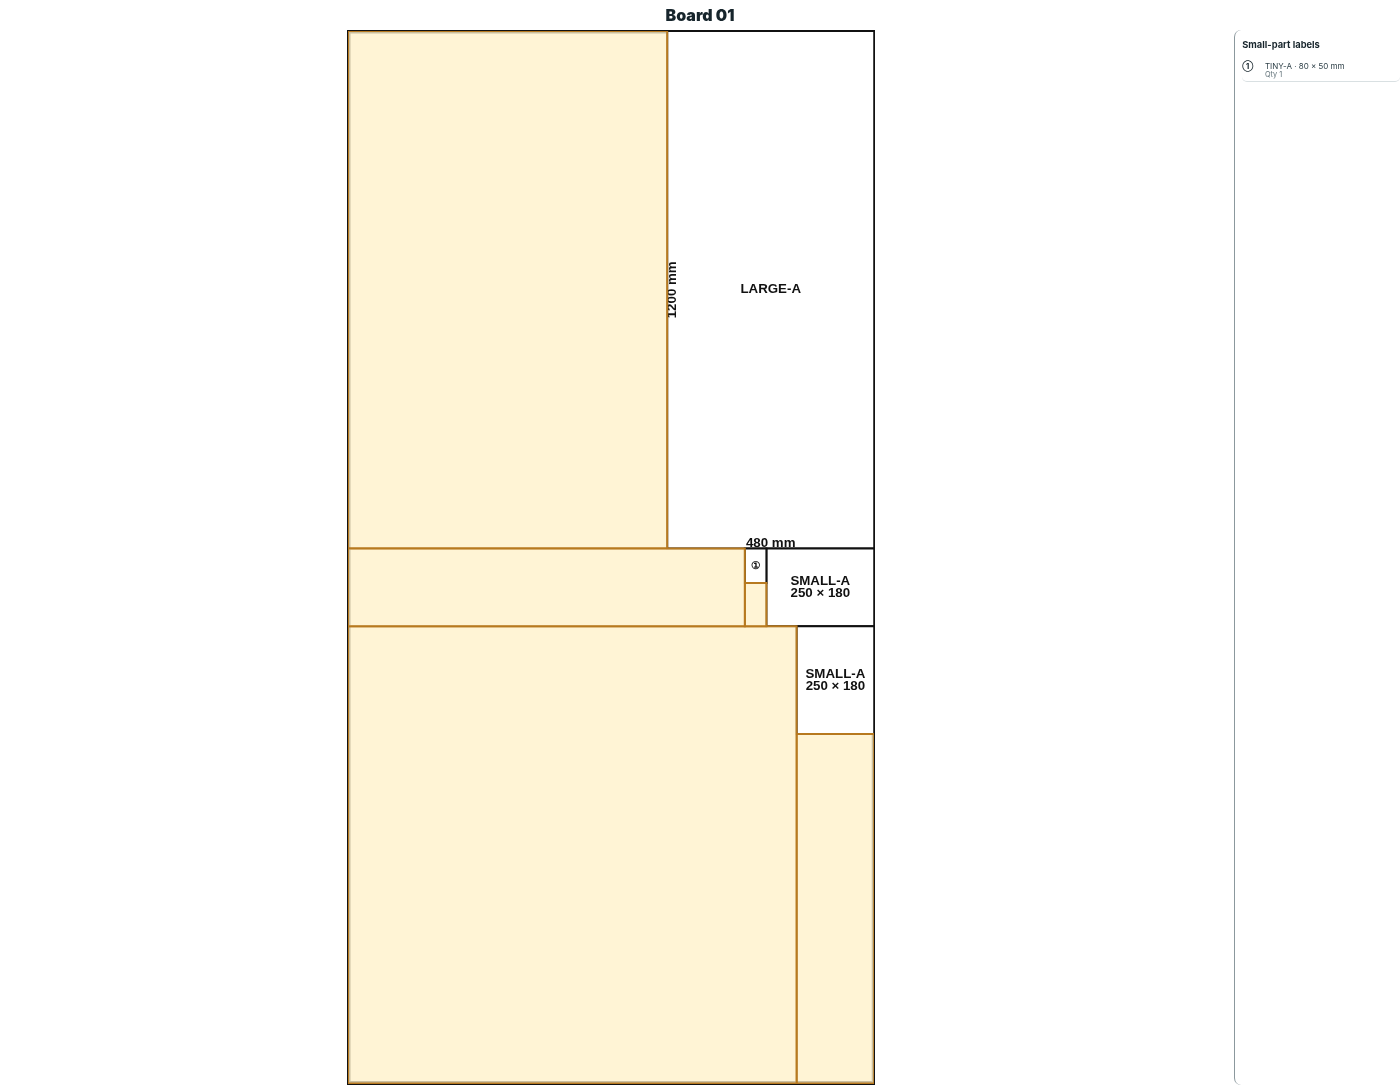 Board 01
Small-part labels
① TINY-A · 80 × 50 mm
Qty 1
1200 mm
LARGE-A
480 mm
①
SMALL-A
250 × 180
SMALL-A
250 × 180